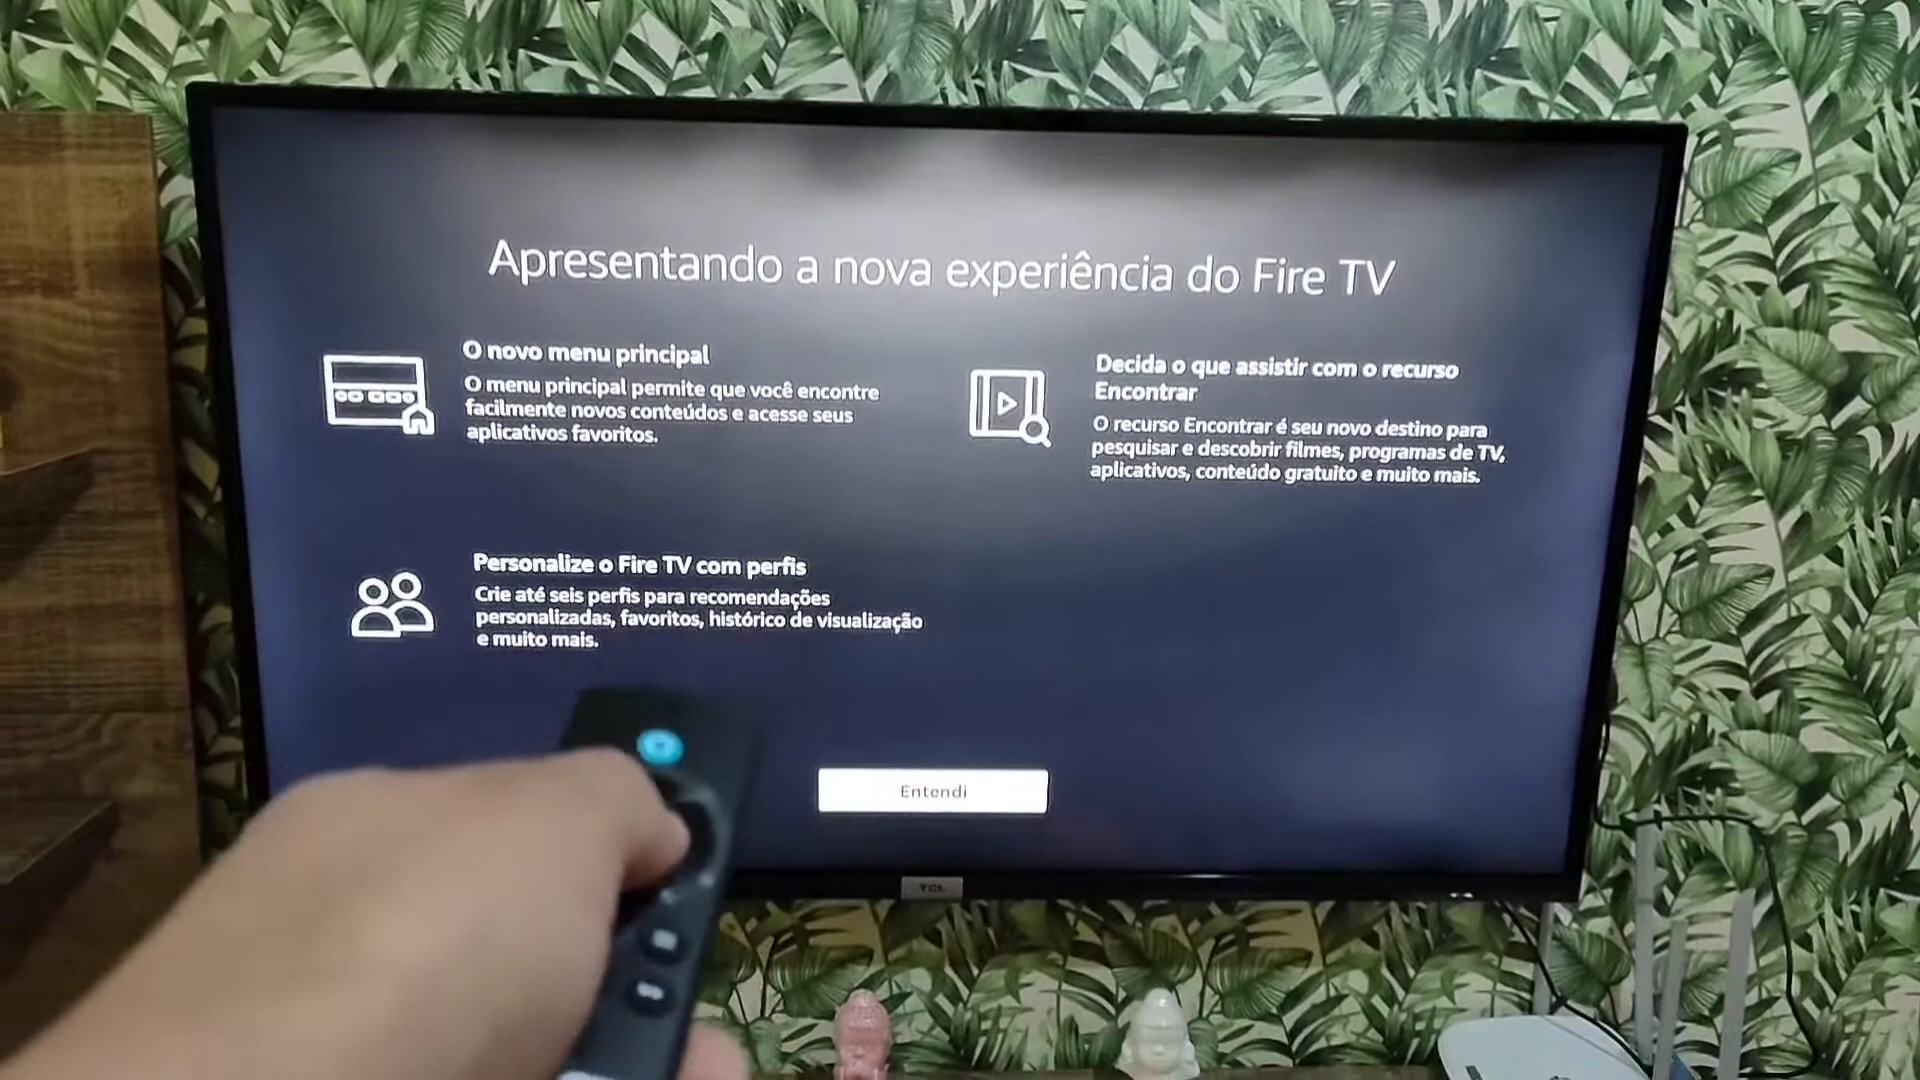 Apresentando a nova experiência do Fire TV
O novo menu principal
O menu principal permite que você encontre
facilmente novos conteúdos e acesse seus
aplicativos favoritos.
Decida o que assistir com o recurso
Encontrar
O recurso Encontrar é seu novo destino para
pesquisar e descobrir filmes, programas de TV,
aplicativos, conteúdo gratuito e muito mais.
Personalize o Fire TV com perfis
Crie até seis perfis para recomendações
personalizadas, favoritos, histórico de visualização
e muito mais.
Entendi
TCL